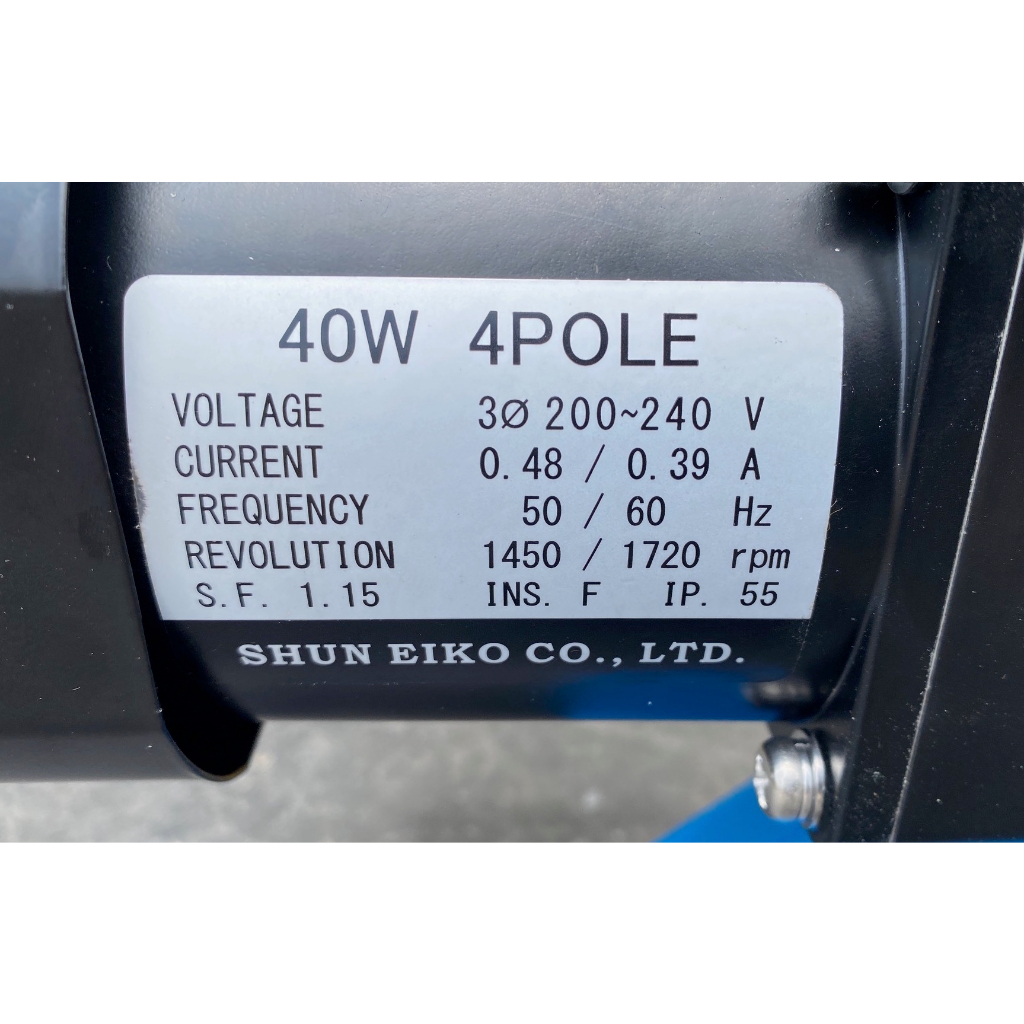 40W 4POLE
VOLTAGE 3Ø 200~240 V
CURRENT 0.48 / 0.39 A
FREQUENCY 50 / 60 Hz
REVOLUTION 1450 / 1720 rpm
S.F. 1.15 INS. F IP. 55
SHUN EIKO CO., LTD.